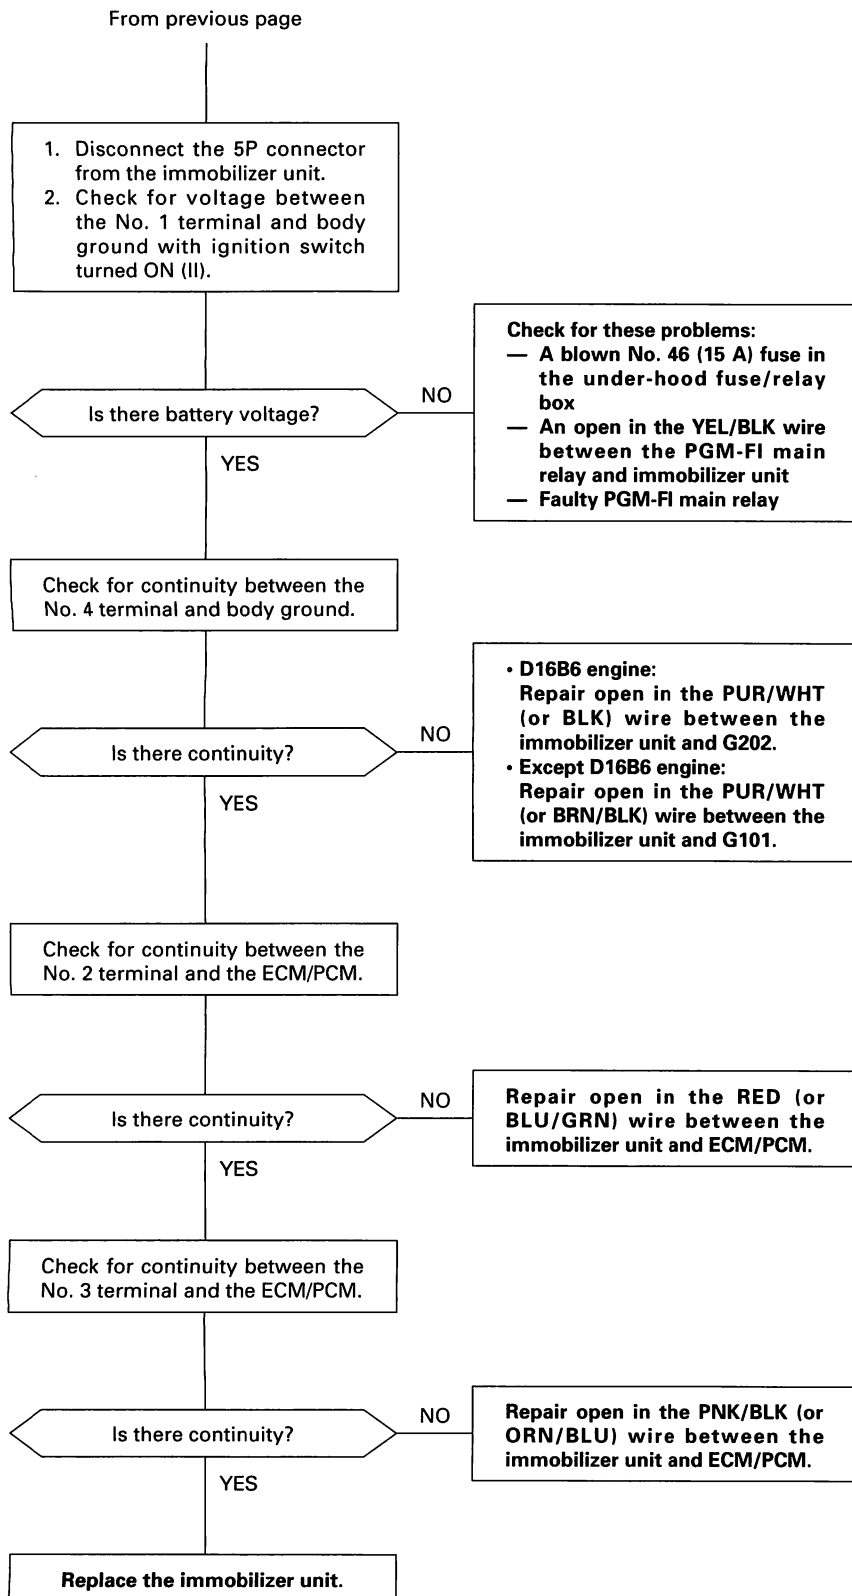 From previous page
1. Disconnect the 5P connector
from the immobilizer unit.
2. Check for voltage between
the No. 1 terminal and body
ground with ignition switch
turned ON (II).
Is there battery voltage?
NO
YES
Check for these problems:
— A blown No. 46 (15 A) fuse in
the under-hood fuse/relay
box
— An open in the YEL/BLK wire
between the PGM-FI main
relay and immobilizer unit
— Faulty PGM-FI main relay
Check for continuity between the
No. 4 terminal and body ground.
Is there continuity?
NO
YES
• D16B6 engine:
Repair open in the PUR/WHT
(or BLK) wire between the
immobilizer unit and G202.
• Except D16B6 engine:
Repair open in the PUR/WHT
(or BRN/BLK) wire between the
immobilizer unit and G101.
Check for continuity between the
No. 2 terminal and the ECM/PCM.
Is there continuity?
NO
YES
Repair open in the RED (or
BLU/GRN) wire between the
immobilizer unit and ECM/PCM.
Check for continuity between the
No. 3 terminal and the ECM/PCM.
Is there continuity?
NO
YES
Repair open in the PNK/BLK (or
ORN/BLU) wire between the
immobilizer unit and ECM/PCM.
Replace the immobilizer unit.